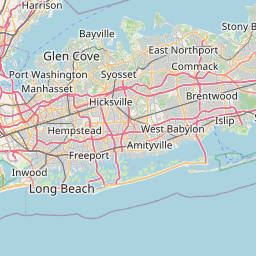 Harrison
Bayville
Stony B
Glen Cove
East Northport
Port Washington
Syosset
Commack
Manhasset
Hicksville
Brentwood
Hempstead
West Babylon
Islip
Amityville
Freeport
Inwood
Long Beach